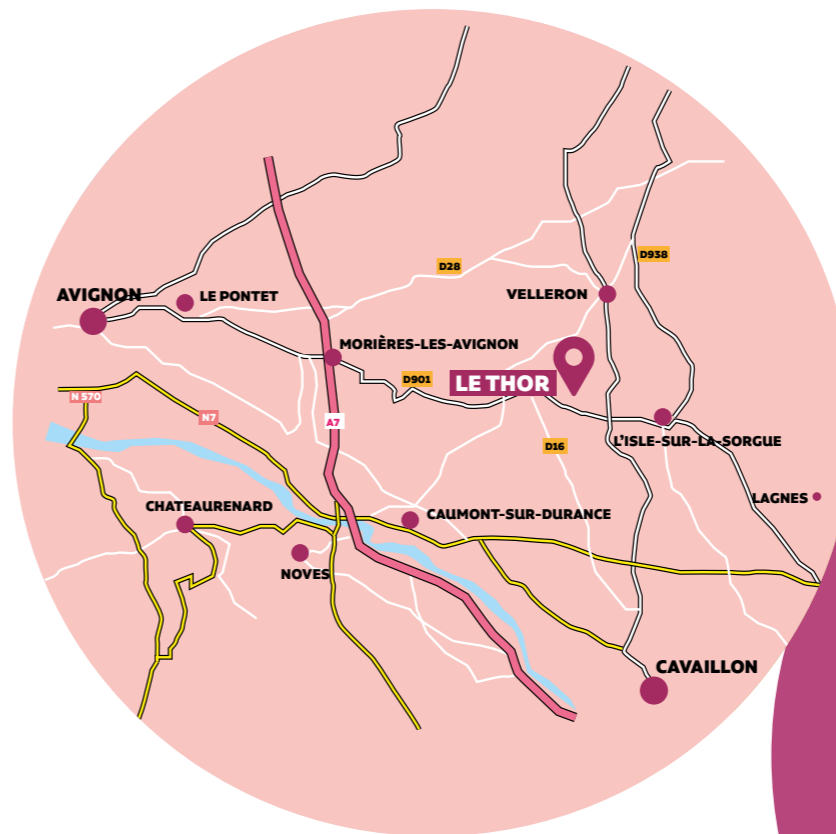 D28
D938
AVIGNON
LE PONTET
VELLERON
MORIÈRES-LES-AVIGNON
D901
LE THOR
N 570
N7
A7
D16
L'ISLE-SUR-LA-SORGUE
LAGNES
CHATEAURENARD
CAUMONT-SUR-DURANCE
NOVES
CAVAILLON